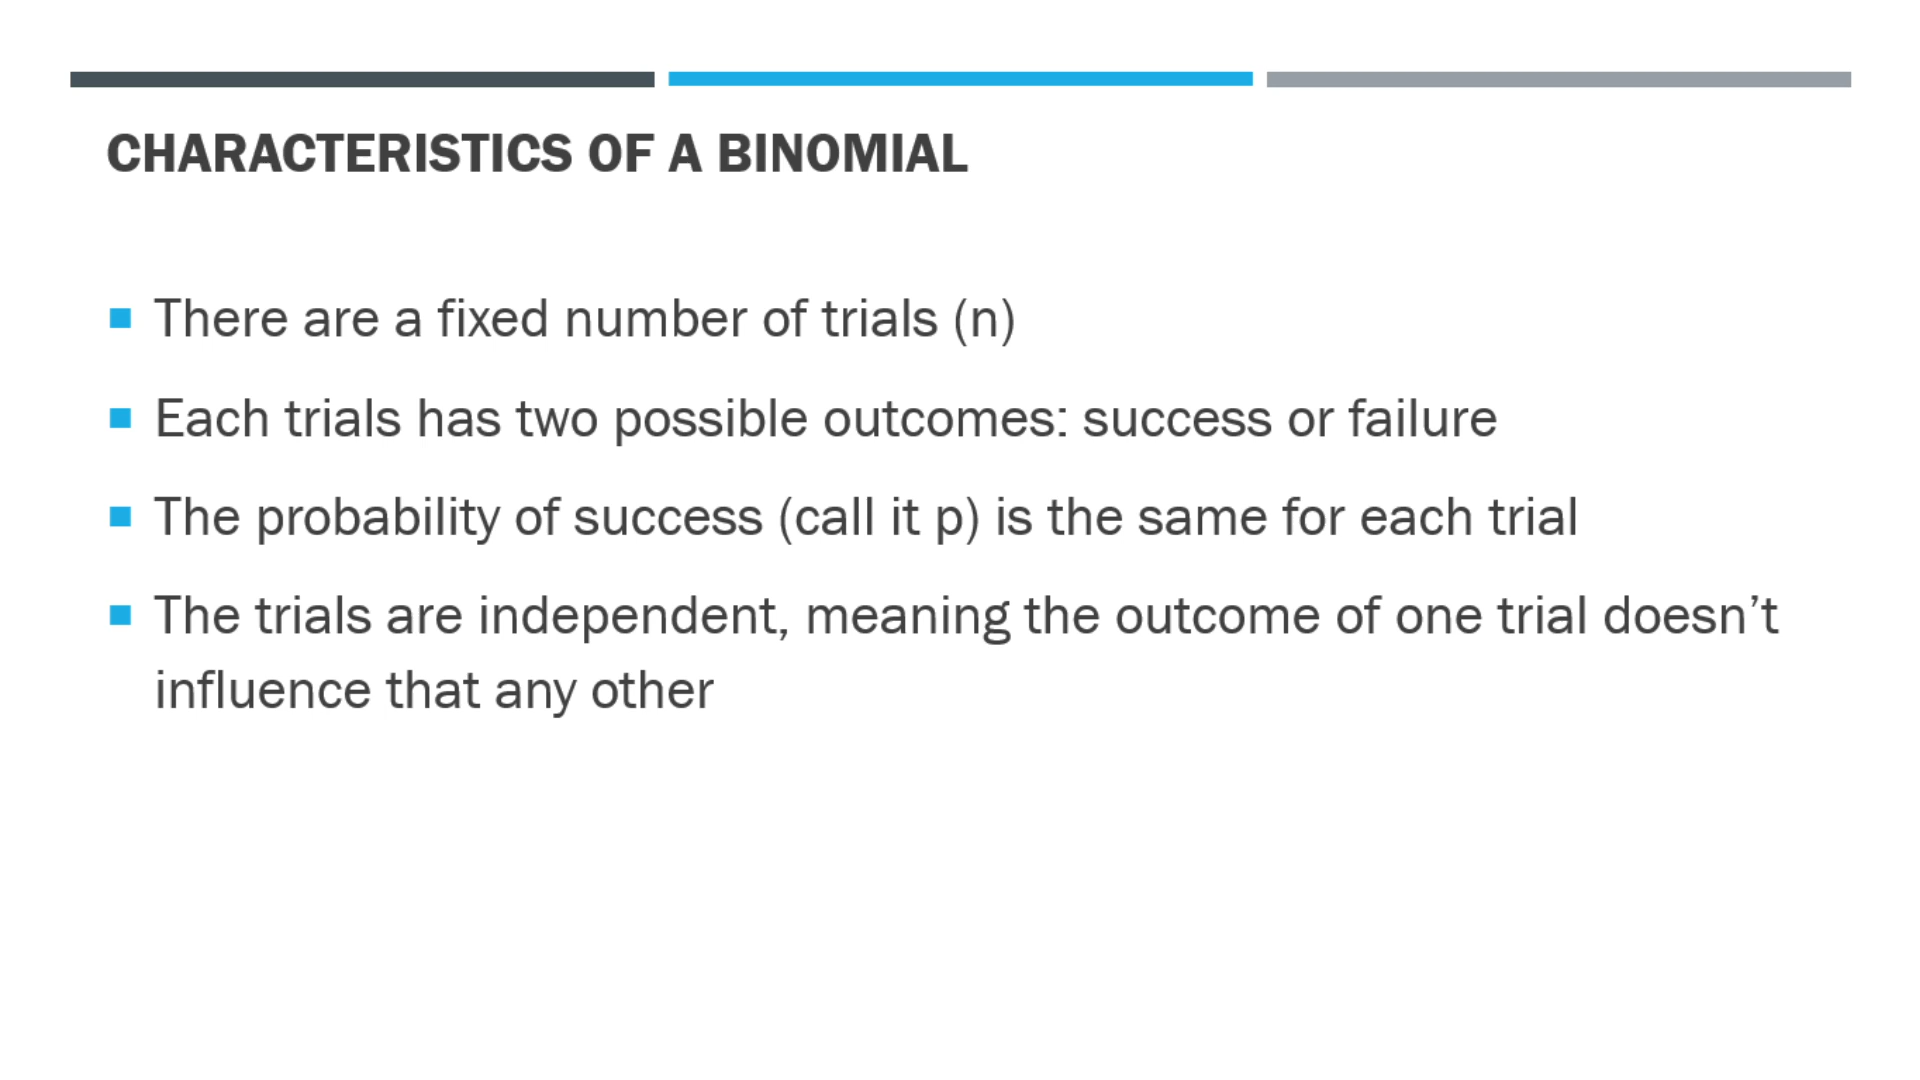 CHARACTERISTICS OF A BINOMIAL
There are a fixed number of trials (n)
Each trials has two possible outcomes: success or failure
The probability of success (call it p) is the same for each trial
The trials are independent, meaning the outcome of one trial doesn’t
influence that any other